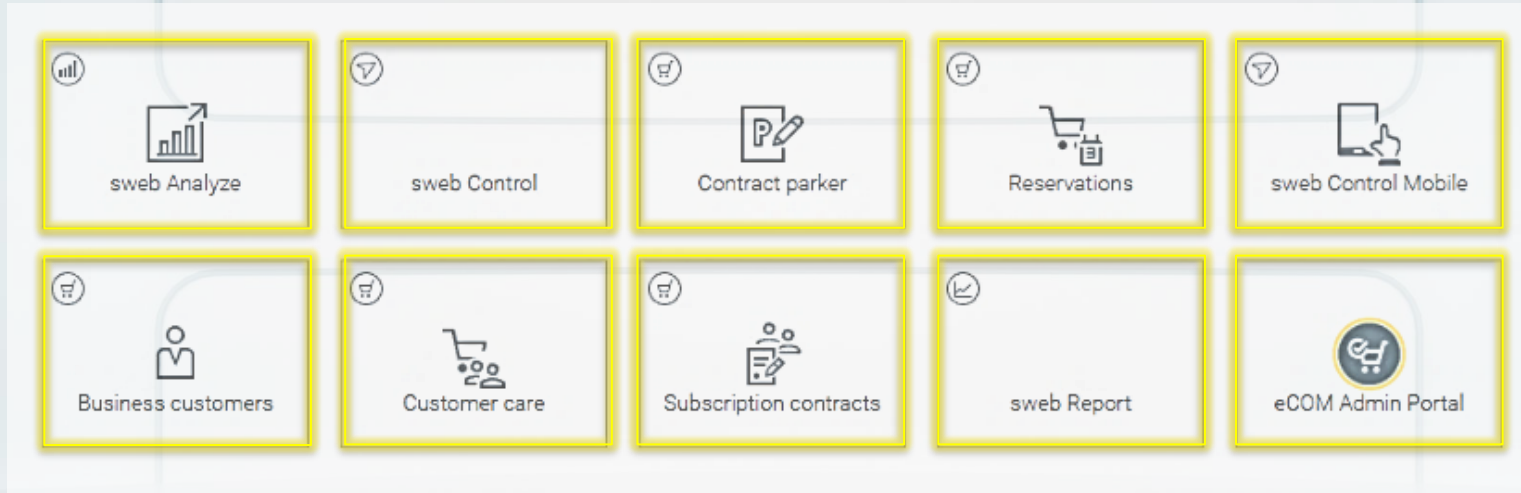 sweb Analyze
sweb Control
Contract parker
Reservations
sweb Control Mobile
Business customers
Customer care
Subscription contracts
sweb Report
eCOM Admin Portal